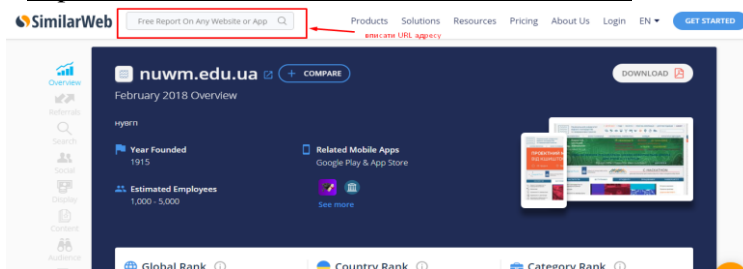 SimilarWeb Free Report On Any Website or App Products Solutions Resources Pricing About Us Login EN GET STARTED
вписати URL адресу
Overview
nuwm.edu.ua + COMPARE DOWNLOAD
February 2018 Overview
Referrals
нувгп
Search
Year Founded Related Mobile Apps
1915 Google Play & App Store
Social
Estimated Employees
Display
1,000 - 5,000 See more
Content
Audience
Global Rank Country Rank Category Rank